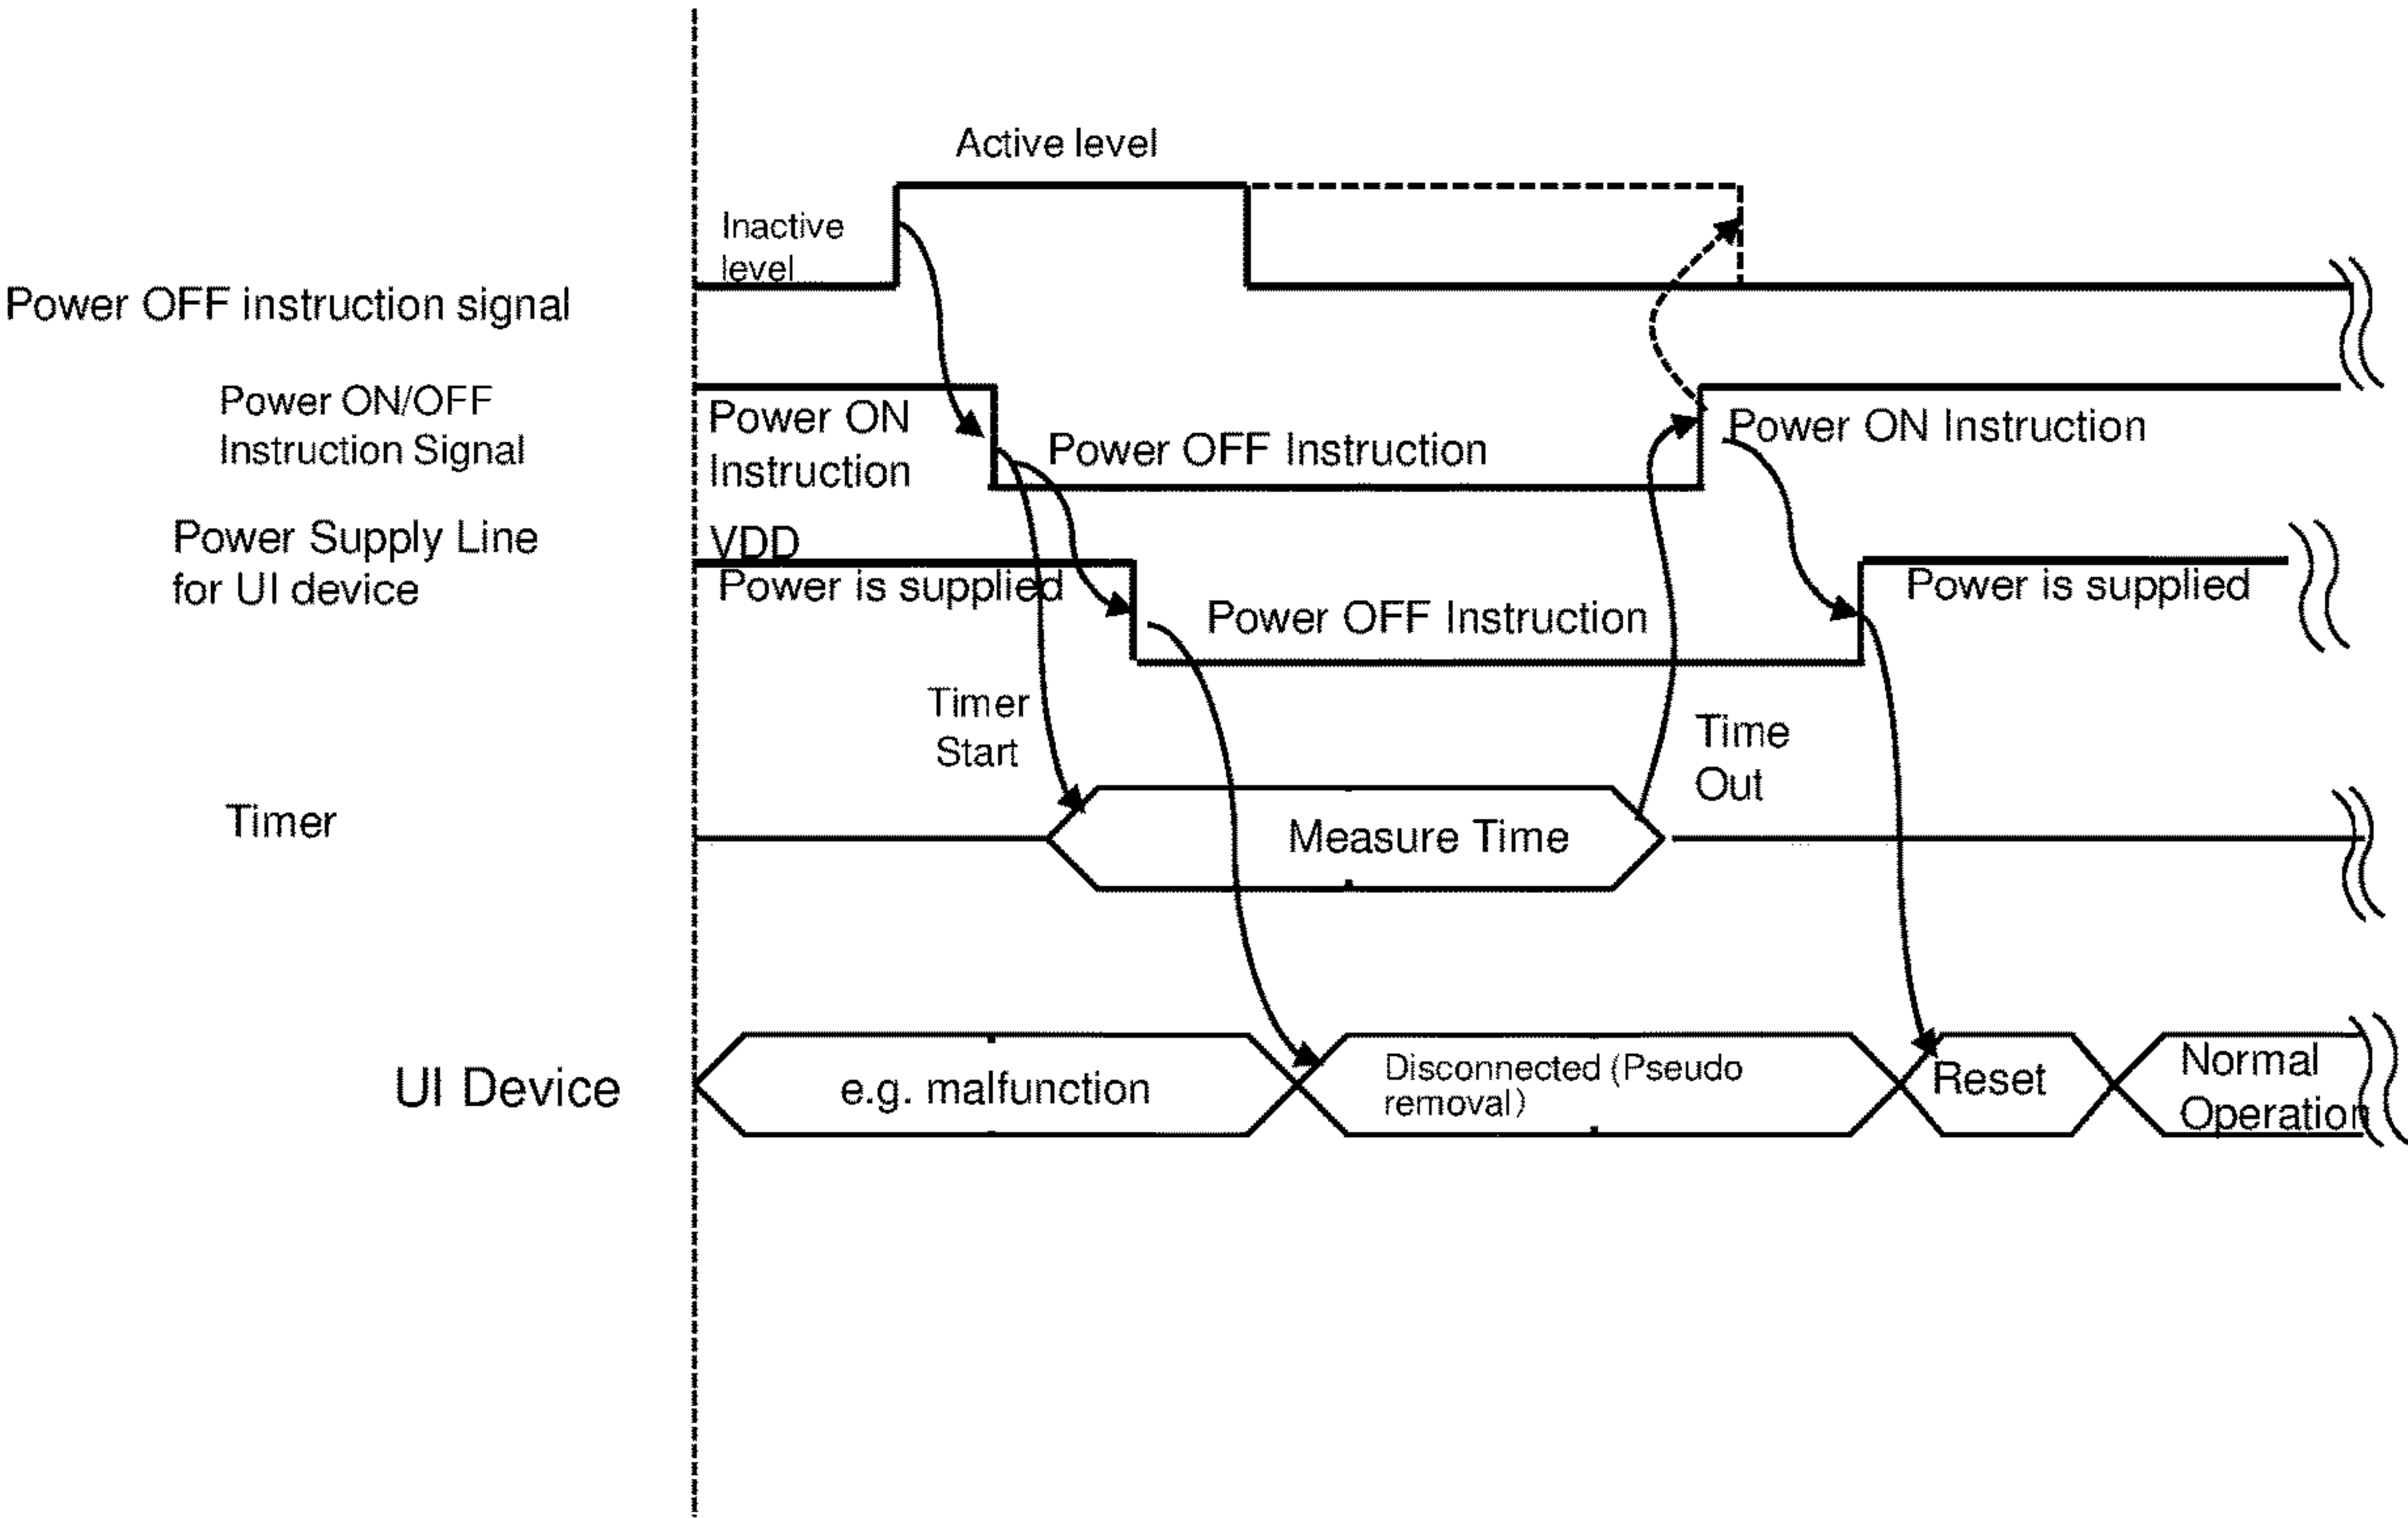 Active level
Inactive
level
Power OFF instruction signal
Power ON/OFF
Instruction Signal
Power ON
Instruction
Power OFF Instruction
Power ON Instruction
Power Supply Line
for UI device
VDD
Power is supplied
Power OFF Instruction
Power is supplied
Timer
Start
Time
Out
Timer
Measure Time
UI Device
e.g. malfunction
Disconnected (Pseudo
removal)
Reset
Normal
Operation